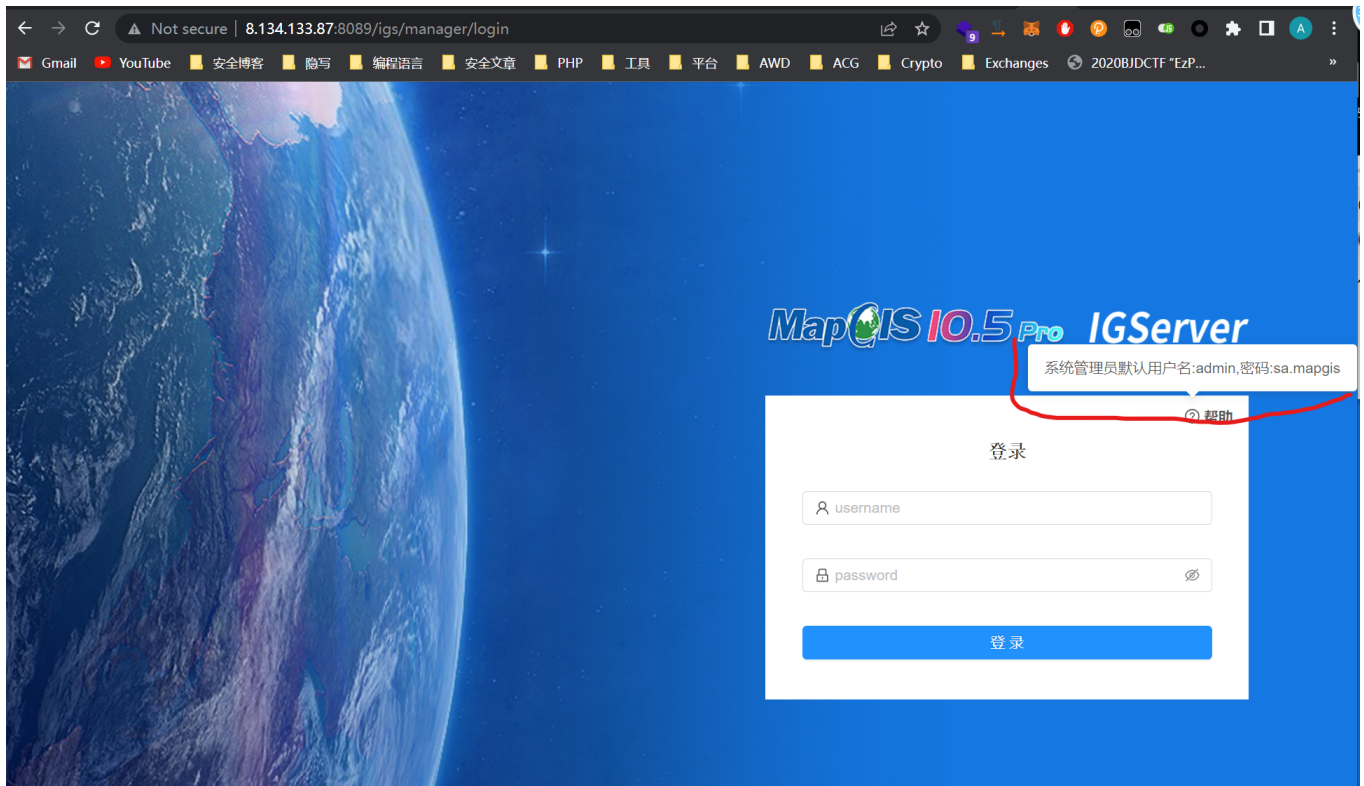 Not secure | 8.134.133.87:8089/igs/manager/login
9
A
Gmail YouTube 安全博客 隐写 编程语言 安全文章 PHP 工具 平台 AWD ACG Crypto Exchanges 2020BJDCTF "EzP... »
MapGIS 10.5 Pro IGServer
系统管理员默认用户名:admin,密码:sa.mapgis
帮助
登录
username
password
登录